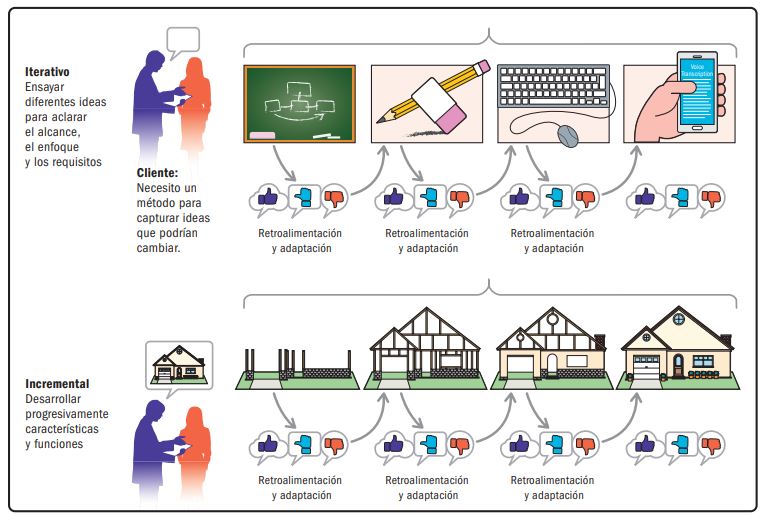 Iterativo
Ensayar
diferentes ideas
para aclarar
el alcance,
el enfoque
y los requisitos
Cliente:
Necesito un
método para
capturar ideas
que podrían
cambiar.
Voice
Transcription
Retroalimentación
y adaptación
Retroalimentación
y adaptación
Retroalimentación
y adaptación
Incremental
Desarrollar
progresivamente
características
y funciones
Retroalimentación
y adaptación
Retroalimentación
y adaptación
Retroalimentación
y adaptación